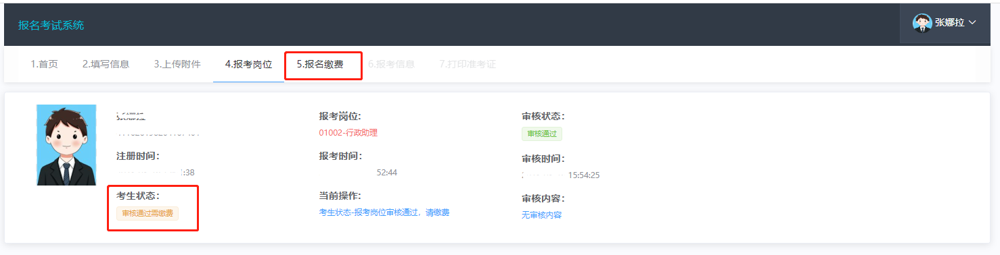 报名考试系统
张娜拉
1.首页 2.填写信息 3.上传附件 4.报考岗位 5.报名缴费 6.报考信息 7.打印准考证
报考岗位： 审核状态：
01002-行政助理 审核通过
注册时间： 报考时间： 审核时间：
:38 52:44 15:54:25
考生状态： 当前操作： 审核内容：
审核通过需缴费 考生状态-报考岗位审核通过，请缴费 无审核内容